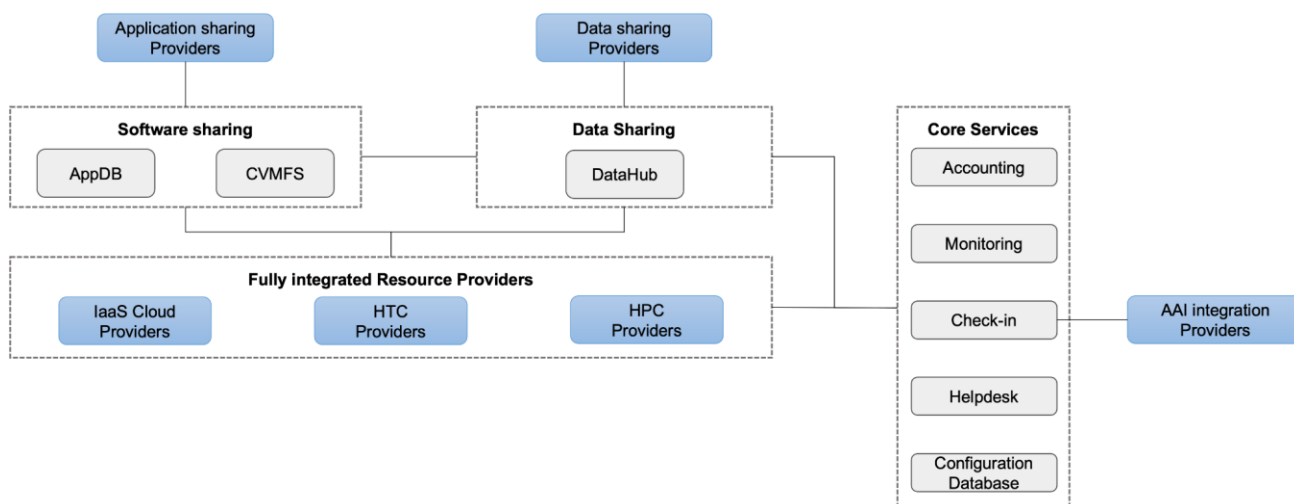 Application sharing
Providers
Data sharing
Providers
Software sharing
AppDB
CVMFS
Data Sharing
DataHub
Core Services
Accounting
Monitoring
Check-in
Helpdesk
Configuration
Database
Fully integrated Resource Providers
IaaS Cloud
Providers
HTC
Providers
HPC
Providers
AAI integration
Providers